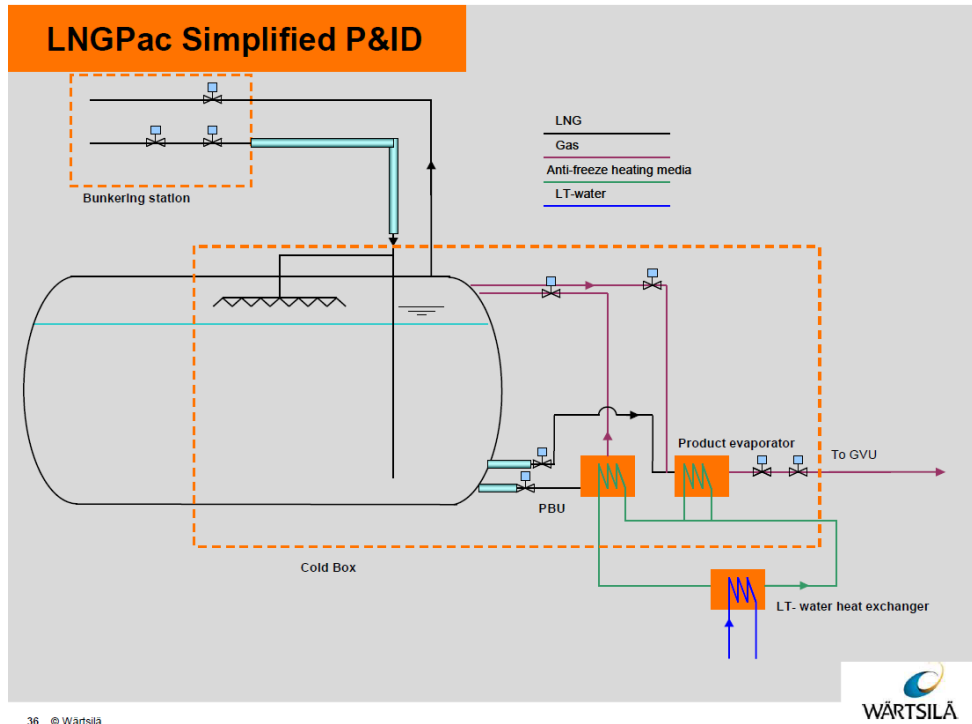 LNGPac Simplified P&ID
LNG
Gas
Anti-freeze heating media
LT-water
Bunkering station
Product evaporator
To GVU
PBU
Cold Box
LT- water heat exchanger
WÄRTSILÄ
36 © Wärtsilä